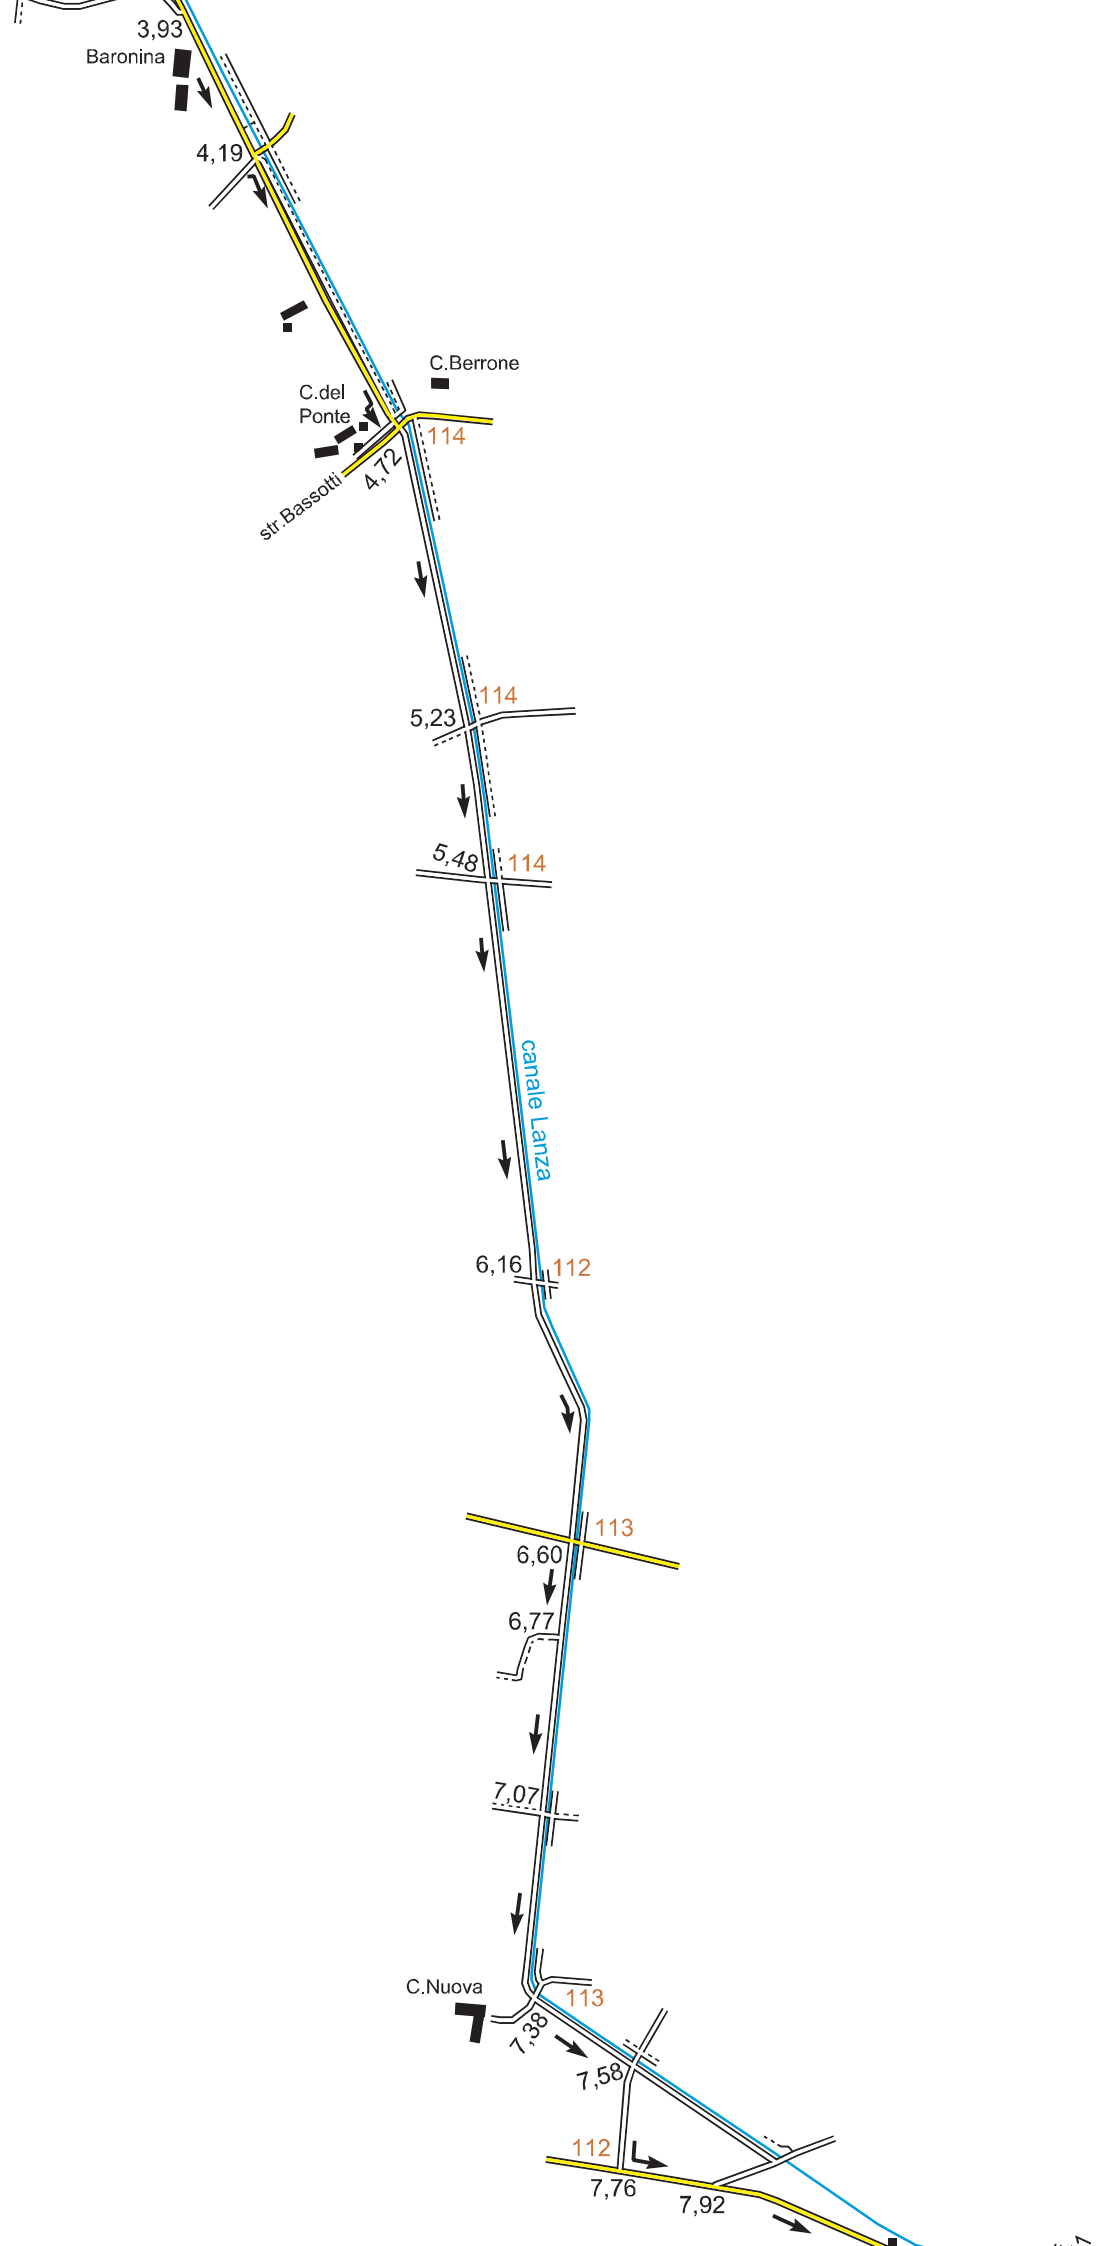 3,93
Baronina
4,19
C.Berrone
C.del
Ponte
114
4,72
str.Bassotti
114
5,23
5,48
114
canale Lanza
6,16
112
113
6,60
6,77
7,07
C.Nuova
113
7,38
7,58
112
7,76
7,92